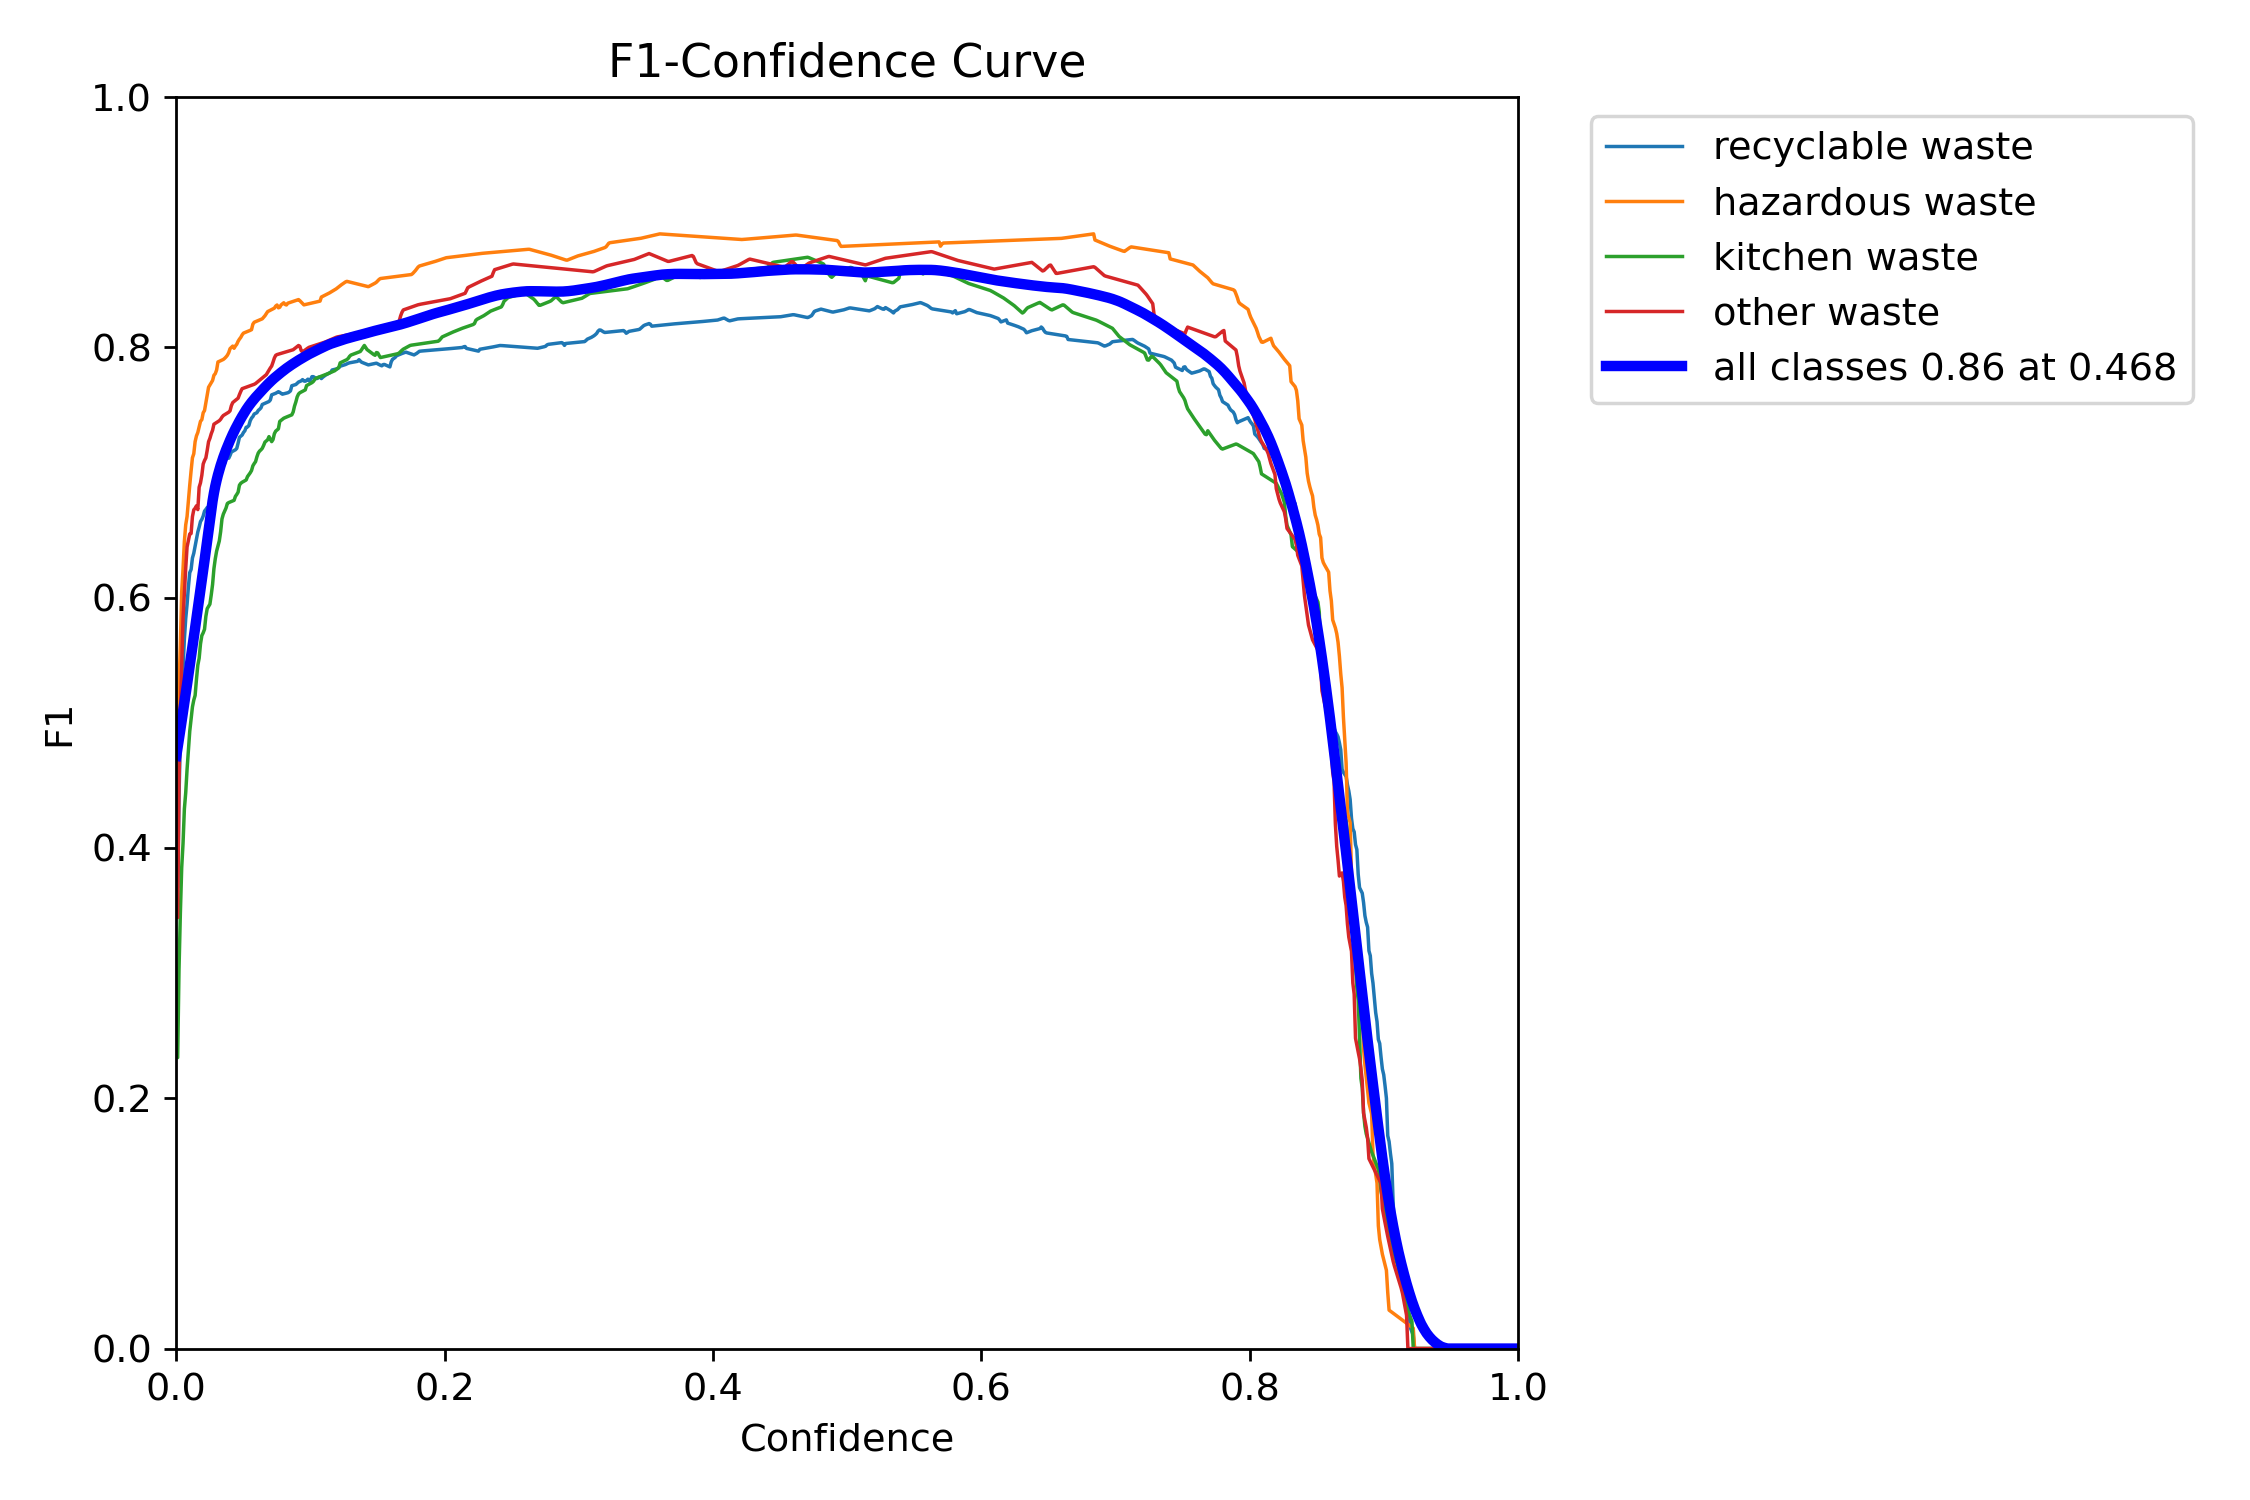 F1-Confidence Curve
1.0
0.8
0.6
0.4
0.2
0.0
F1
0.0 0.2 0.4 0.6 0.8 1.0
Confidence
recyclable waste
hazardous waste
kitchen waste
other waste
all classes 0.86 at 0.468